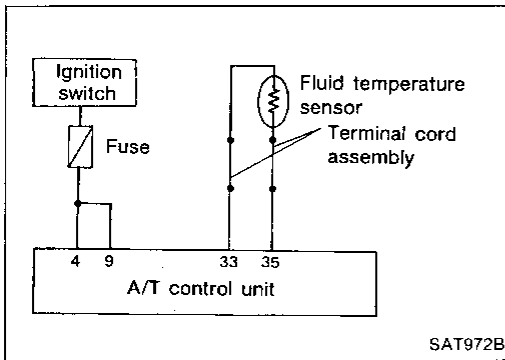 Ignition
switch
Fuse
Fluid temperature
sensor
Terminal cord
assembly
4 9 33 35
A/T control unit
SAT972B